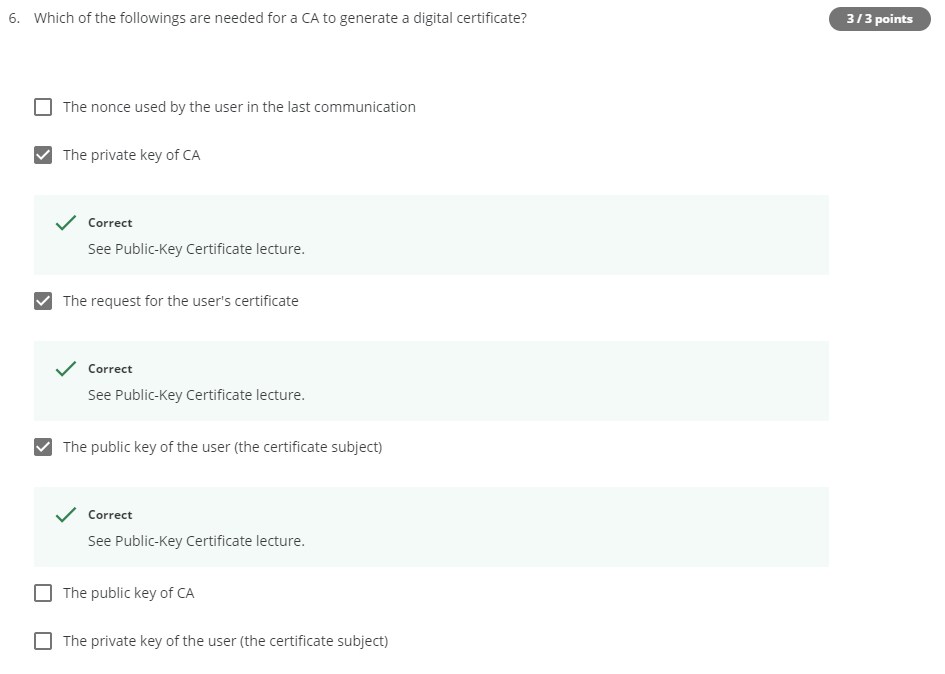 6. Which of the followings are needed for a CA to generate a digital certificate?
3 / 3 points
The nonce used by the user in the last communication
The private key of CA
Correct
See Public-Key Certificate lecture.
The request for the user's certificate
Correct
See Public-Key Certificate lecture.
The public key of the user (the certificate subject)
Correct
See Public-Key Certificate lecture.
The public key of CA
The private key of the user (the certificate subject)